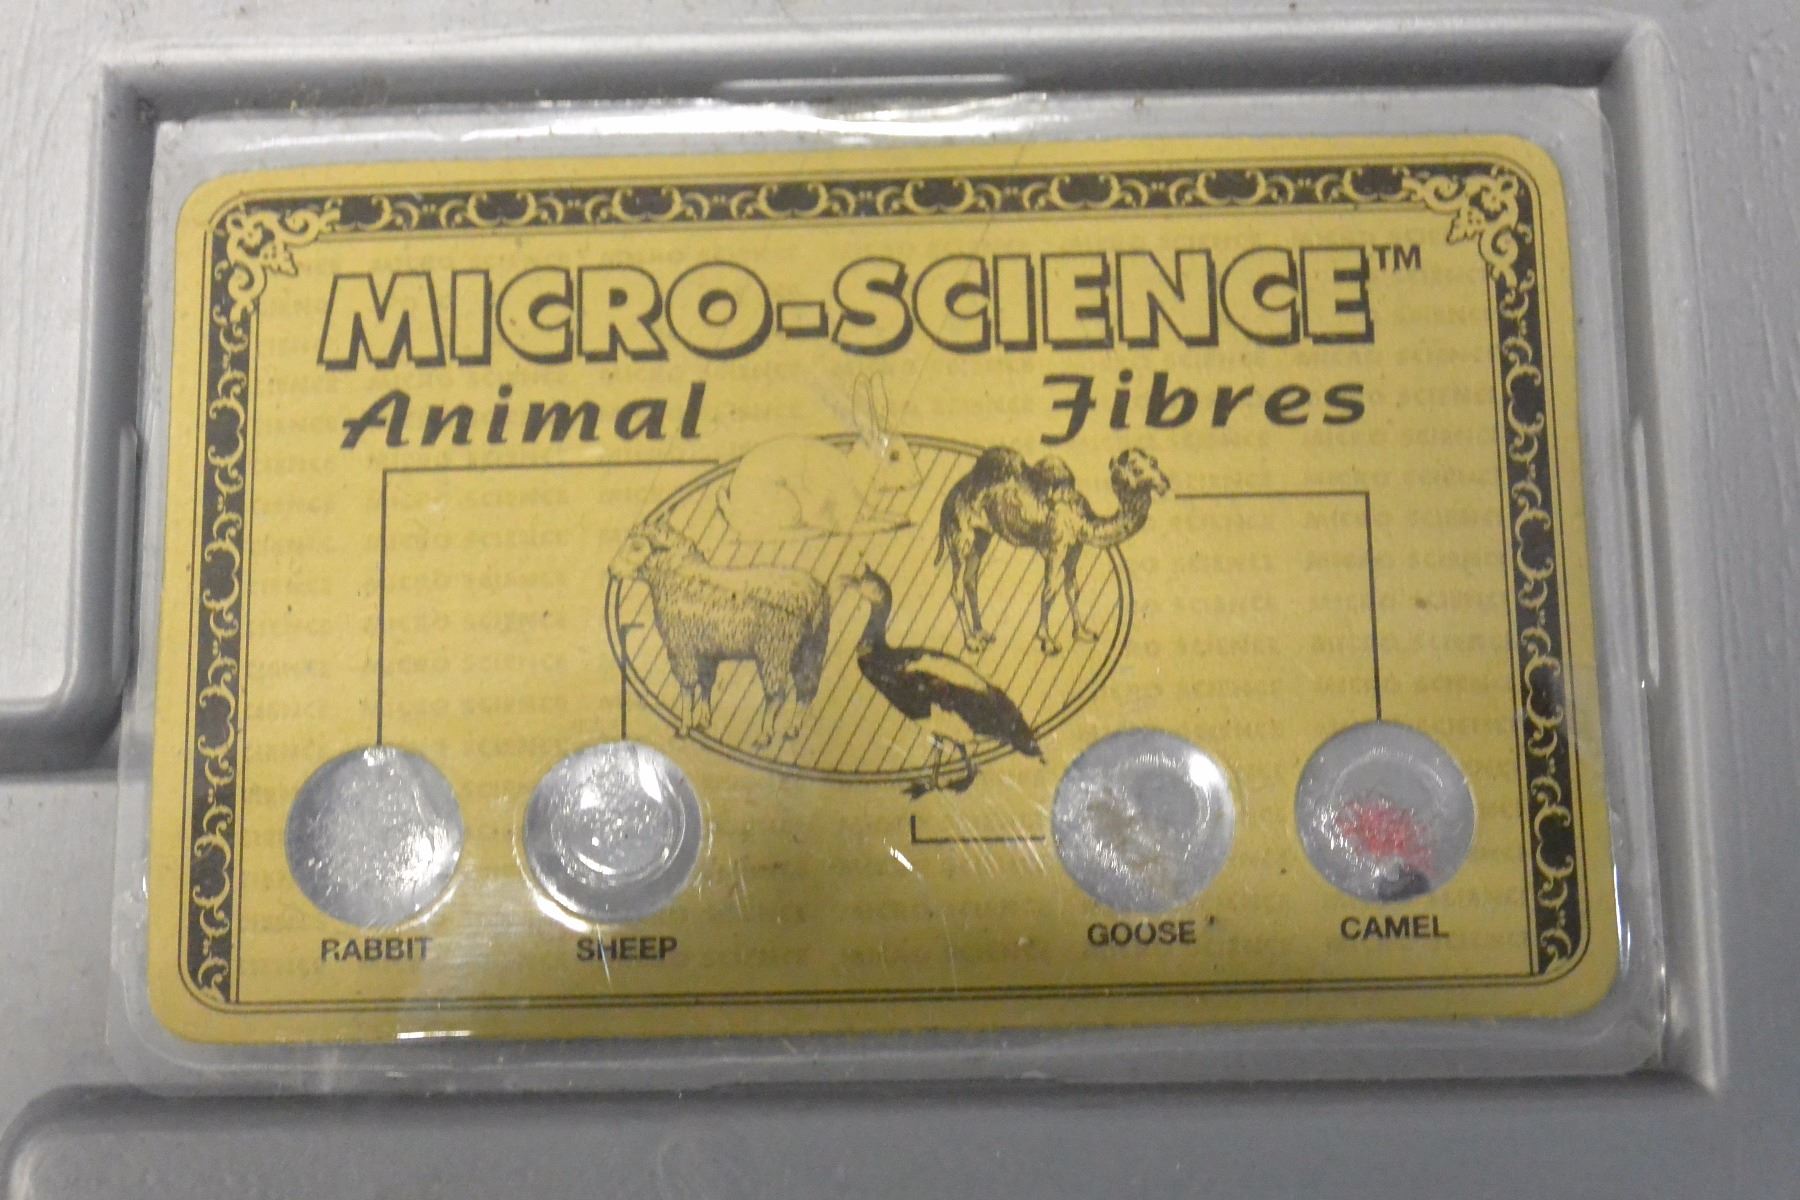 MICRO-SCIENCE™
Animal Fibres
RABBIT SHEEP GOOSE CAMEL